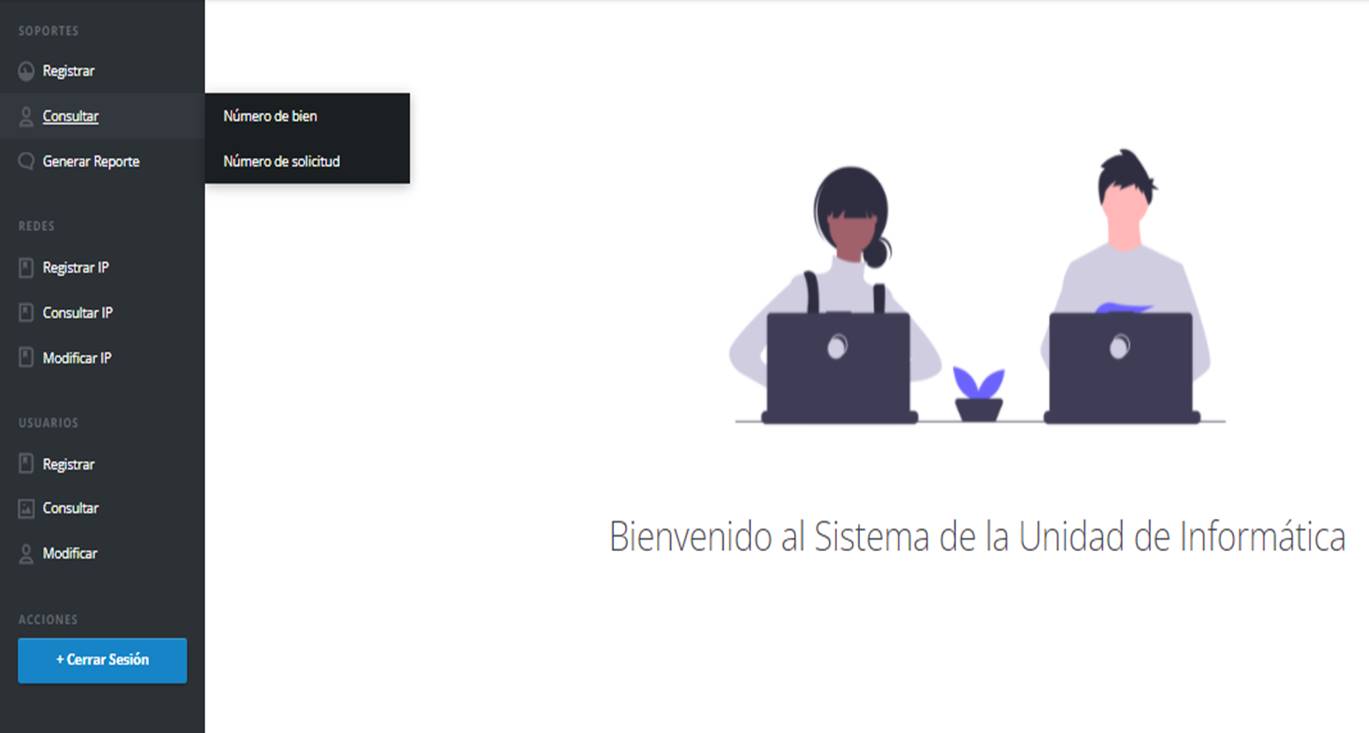 SOPORTES
Registrar
Consultar
Número de bien
Generar Reporte
Número de solicitud
REDES
Registrar IP
Consultar IP
Modificar IP
USUARIOS
Registrar
Consultar
Modificar
ACCIONES
+ Cerrar Sesión
Bienvenido al Sistema de la Unidad de Informática